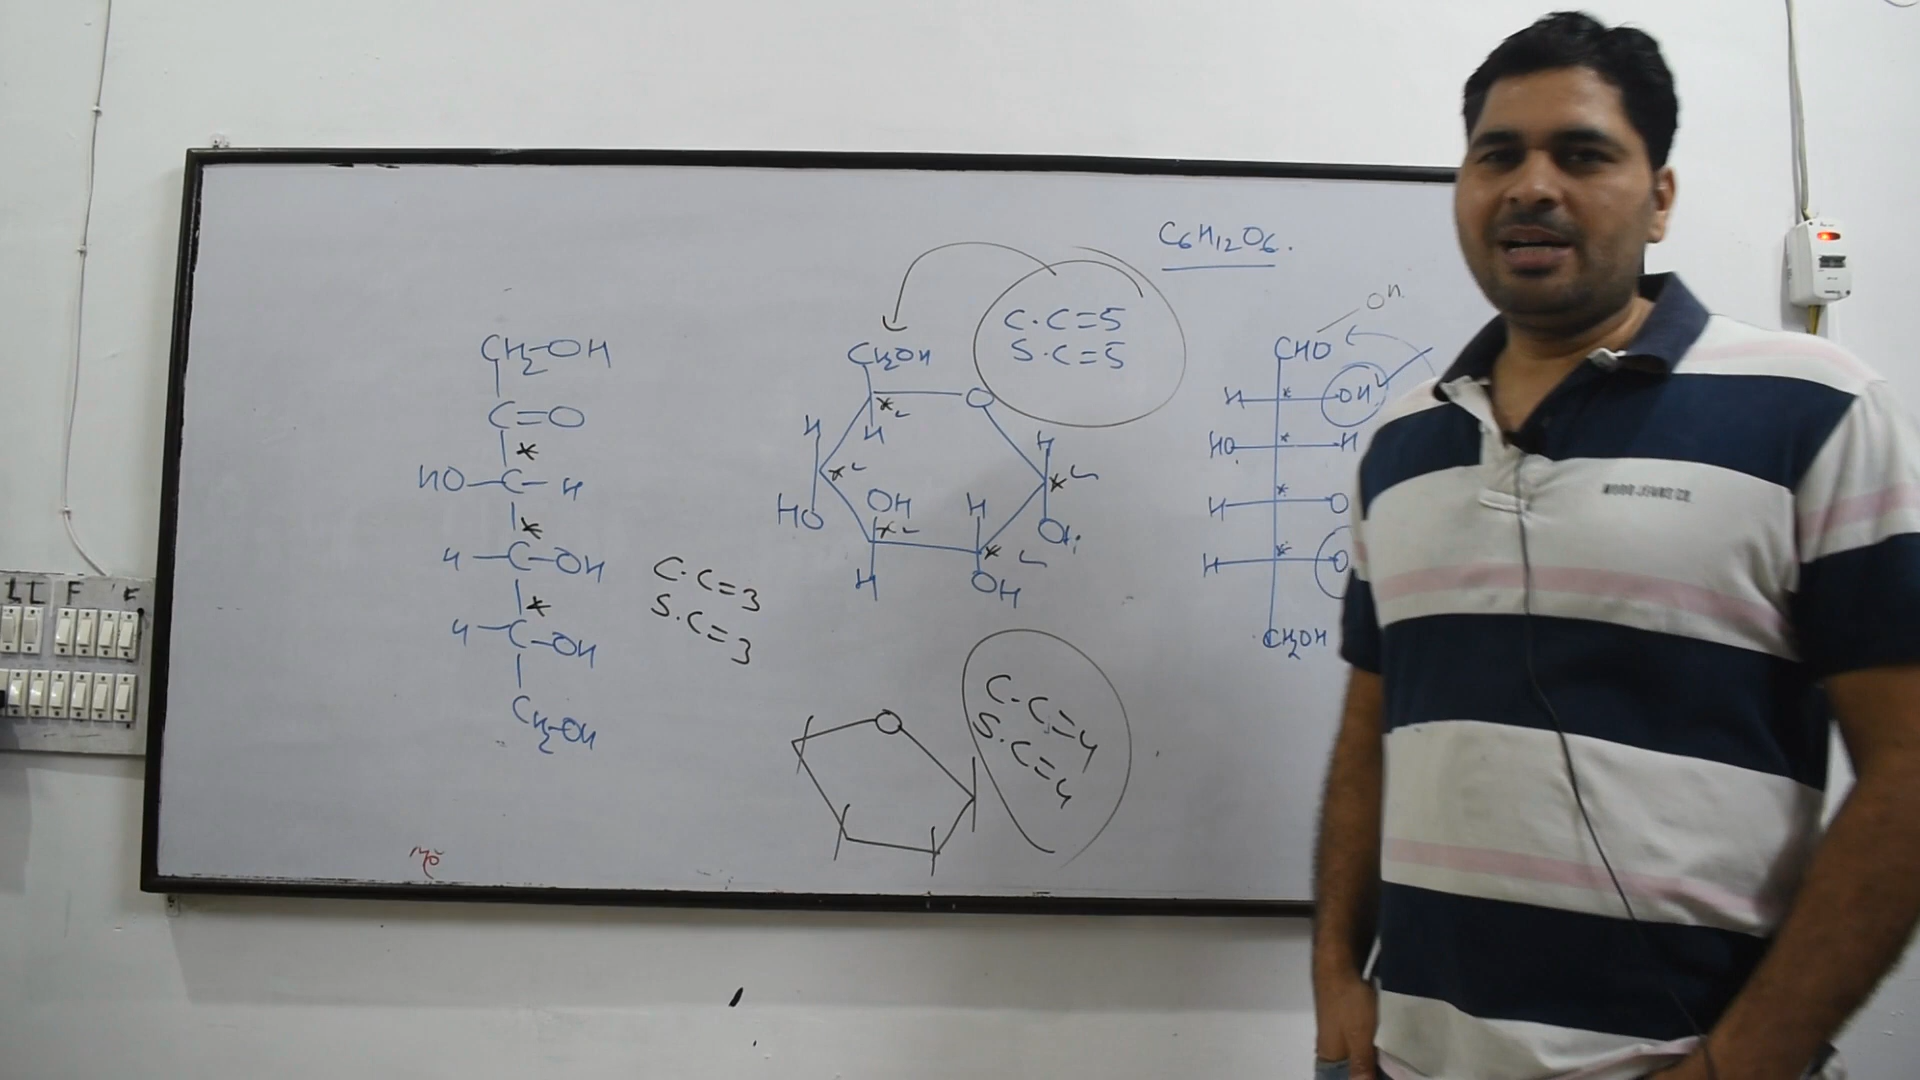 C6H12O6.
CH2-OH
C=O
*
HO-C-H
*
H-C-OH
*
H-C-OH
CH2-OH
C.C=3
S.C=3
C.C=5
S.C=5
CH2OH
O
*
H
H
*
HO
OH
*
H
H
*
OH
H
*
OH
O
C.C=4
S.C=4
OH
CHO
H * OH
HO * H
H * O
H * O
CH2OH